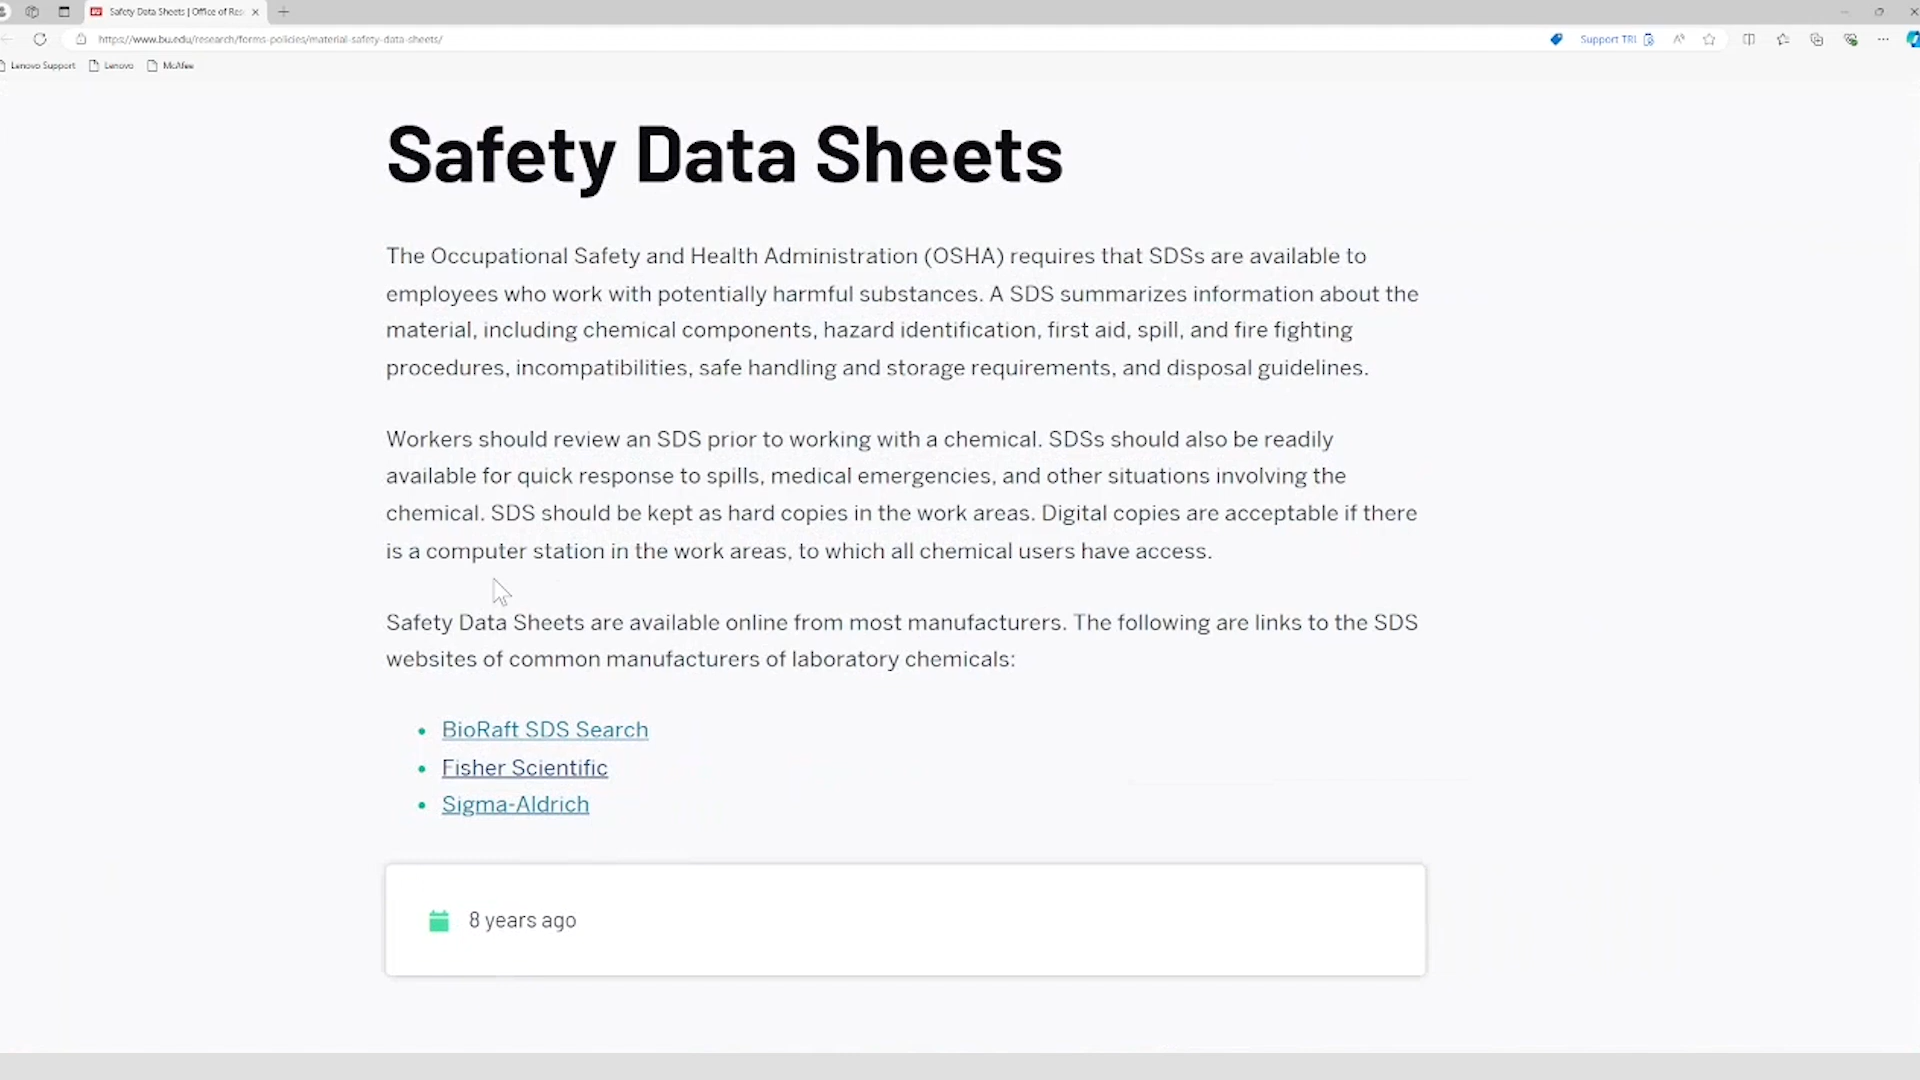 Safety Data Sheets | Office of Res
https://www.bu.edu/research/forms-policies/material-safety-data-sheets/
Support TRI
Lenovo Support
Lenovo
McAfee
Safety Data Sheets
The Occupational Safety and Health Administration (OSHA) requires that SDSs are available to
employees who work with potentially harmful substances. A SDS summarizes information about the
material, including chemical components, hazard identification, first aid, spill, and fire fighting
procedures, incompatibilities, safe handling and storage requirements, and disposal guidelines.
Workers should review an SDS prior to working with a chemical. SDSs should also be readily
available for quick response to spills, medical emergencies, and other situations involving the
chemical. SDS should be kept as hard copies in the work areas. Digital copies are acceptable if there
is a computer station in the work areas, to which all chemical users have access.
Safety Data Sheets are available online from most manufacturers. The following are links to the SDS
websites of common manufacturers of laboratory chemicals:
• BioRaft SDS Search
• Fisher Scientific
• Sigma-Aldrich
8 years ago